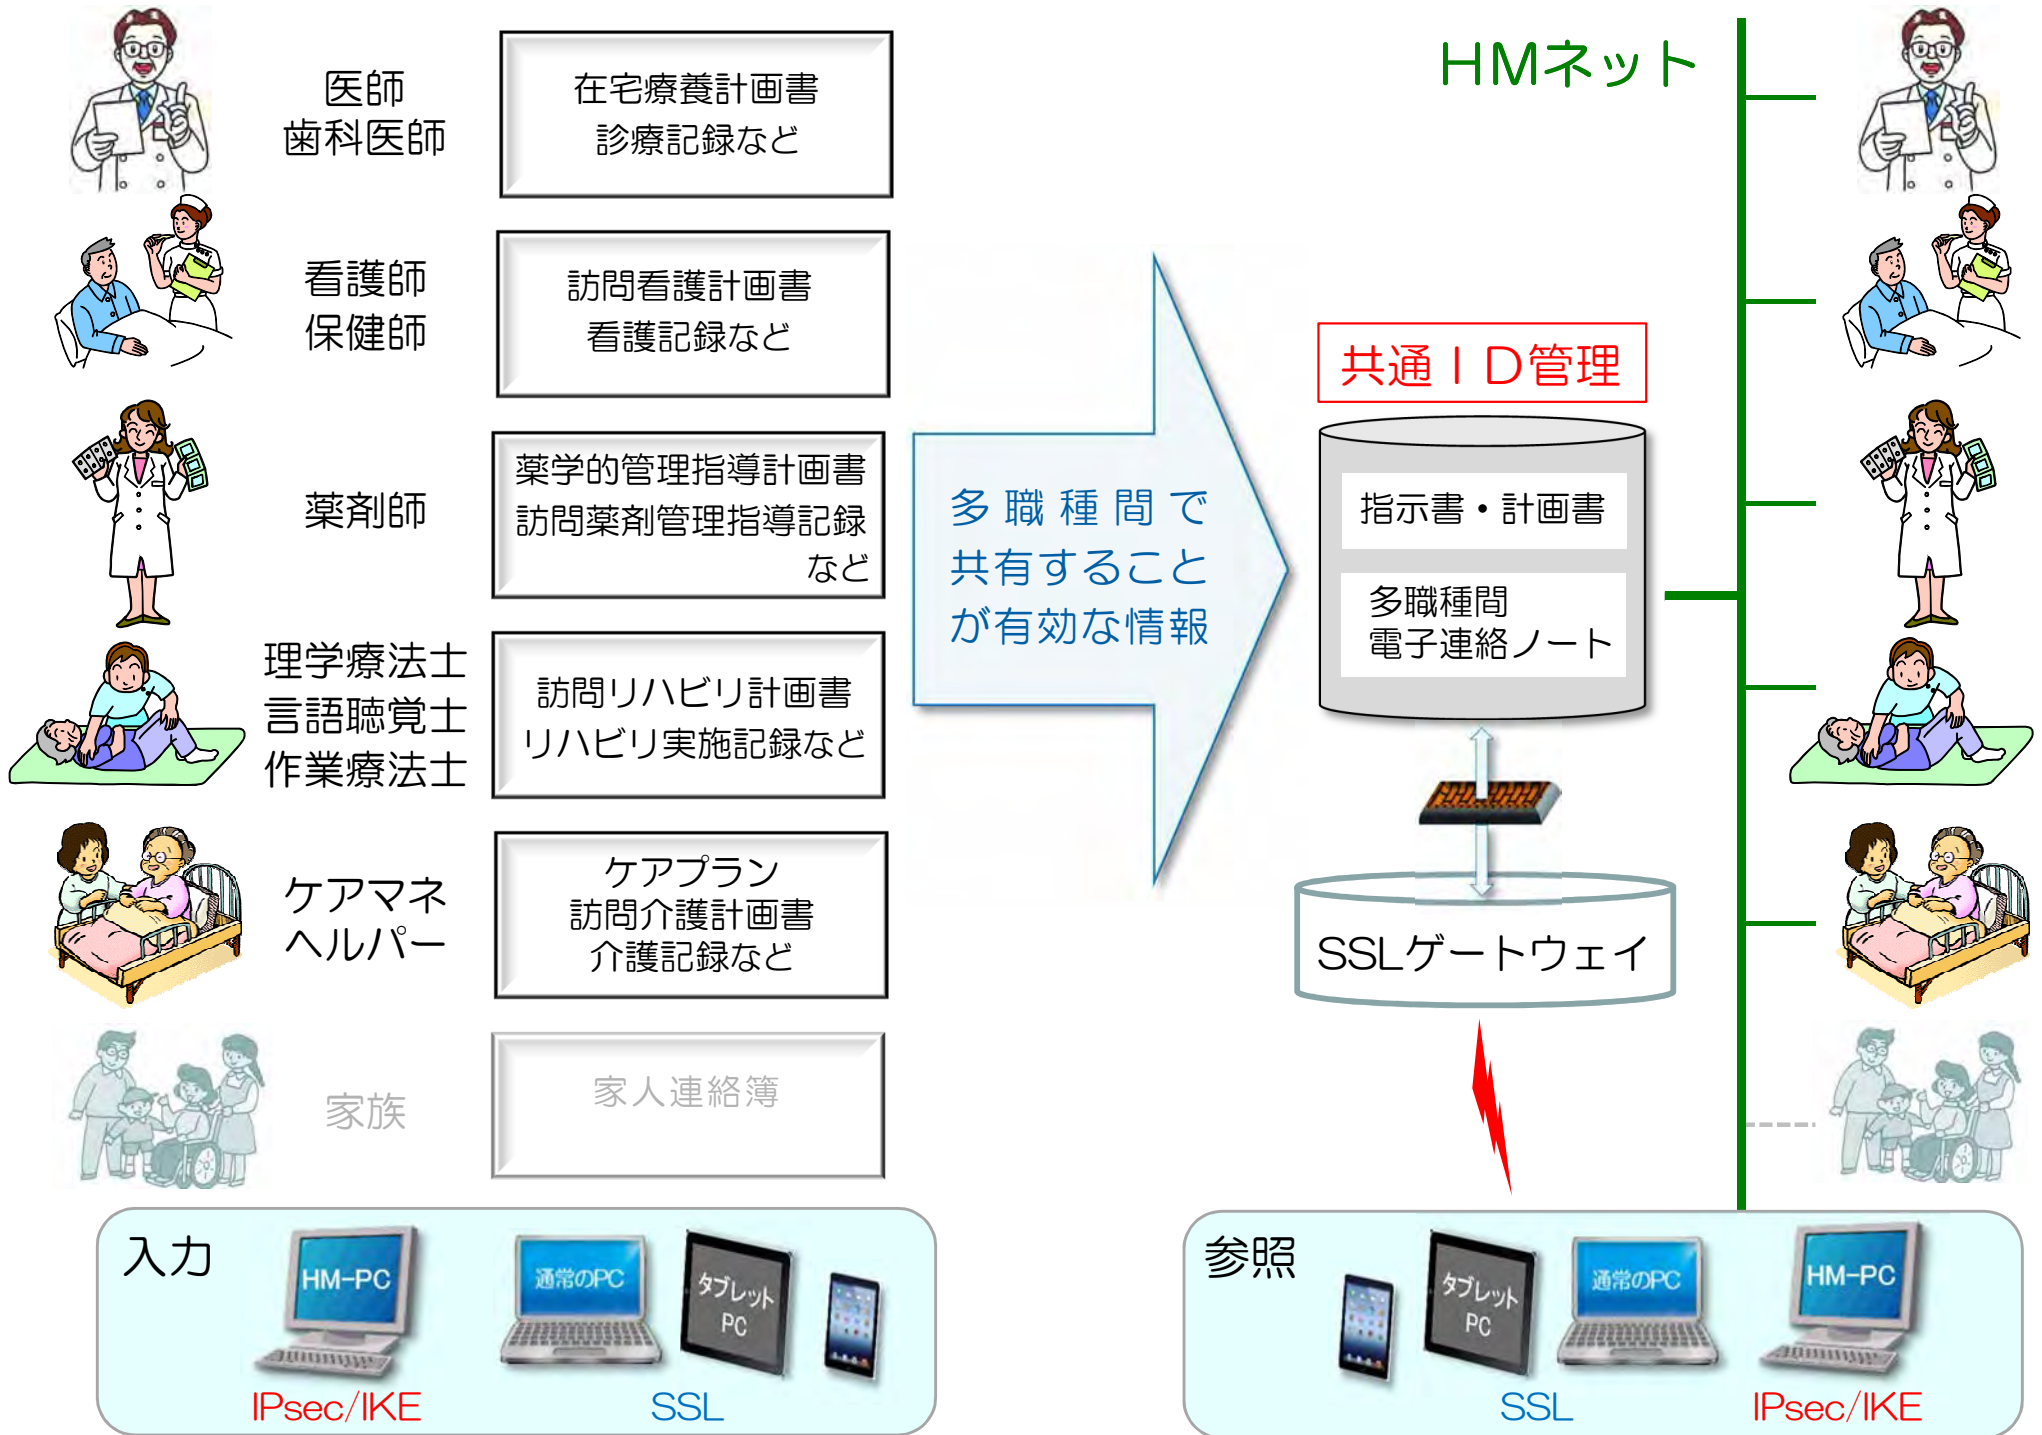 医師
歯科医師
在宅療養計画書
診療記録など
看護師
保健師
訪問看護計画書
看護記録など
薬剤師
薬学的管理指導計画書
訪問薬剤管理指導記録
など
理学療法士
言語聴覚士
作業療法士
訪問リハビリ計画書
リハビリ実施記録など
ケアマネ
ヘルパー
ケアプラン
訪問介護計画書
介護記録など
家族
家人連絡簿
多職種間で
共有すること
が有効な情報
HMネット
共通ID管理
指示書・計画書
多職種間
電子連絡ノート
SSLゲートウェイ
入力
HM-PC
通常のPC
タブレット
PC
IPsec/IKE
SSL
参照
タブレット
PC
通常のPC
HM-PC
SSL
IPsec/IKE